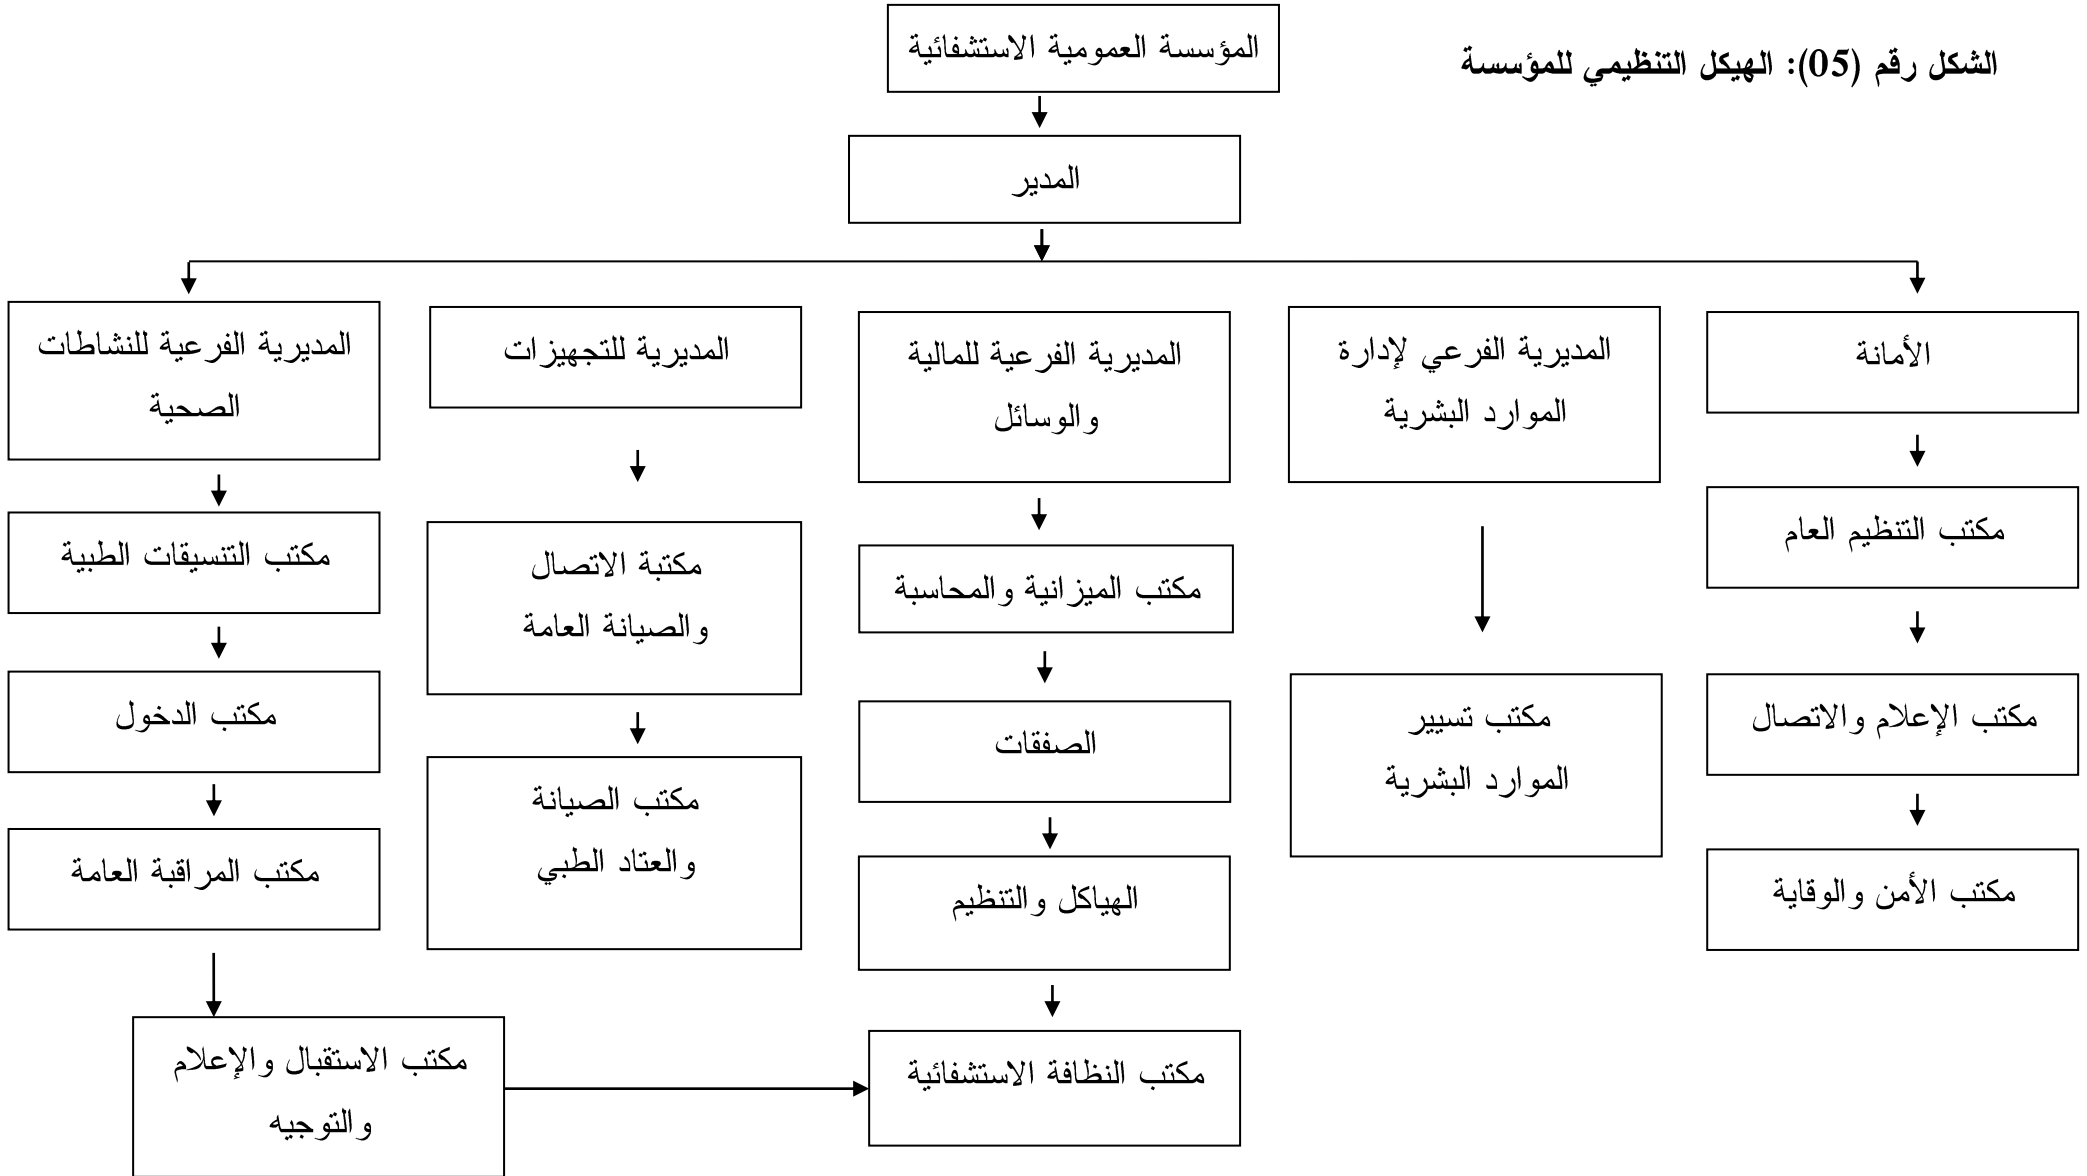 الشكل رقم (05): الهيكل التنظيمي للمؤسسة
المؤسسة العمومية الاستشفائية
المدير
الأمانة
مكتب التنظيم العام
مكتب الإعلام والاتصال
مكتب الأمن والوقاية
المديرية الفرعي لإدارة
الموارد البشرية
مكتب تسيير
الموارد البشرية
المديرية الفرعية للمالية
والوسائل
مكتب الميزانية والمحاسبة
الصفقات
الهياكل والتنظيم
مكتب النظافة الاستشفائية
المديرية للتجهيزات
مكتبة الاتصال
والصيانة العامة
مكتب الصيانة
والعتاد الطبي
المديرية الفرعية للنشاطات
الصحية
مكتب التنسيقات الطبية
مكتب الدخول
مكتب المراقبة العامة
مكتب الاستقبال والإعلام
والتوجيه